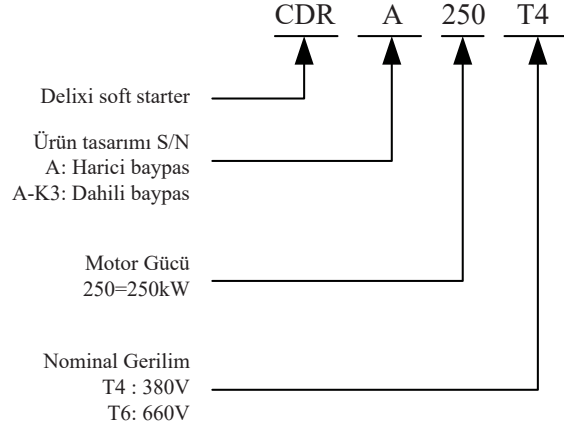 CDR A 250 T4
Delixi soft starter
Ürün tasarımı S/N
A: Harici baypas
A-K3: Dahili baypas
Motor Gücü
250=250kW
Nominal Gerilim
T4 : 380V
T6: 660V